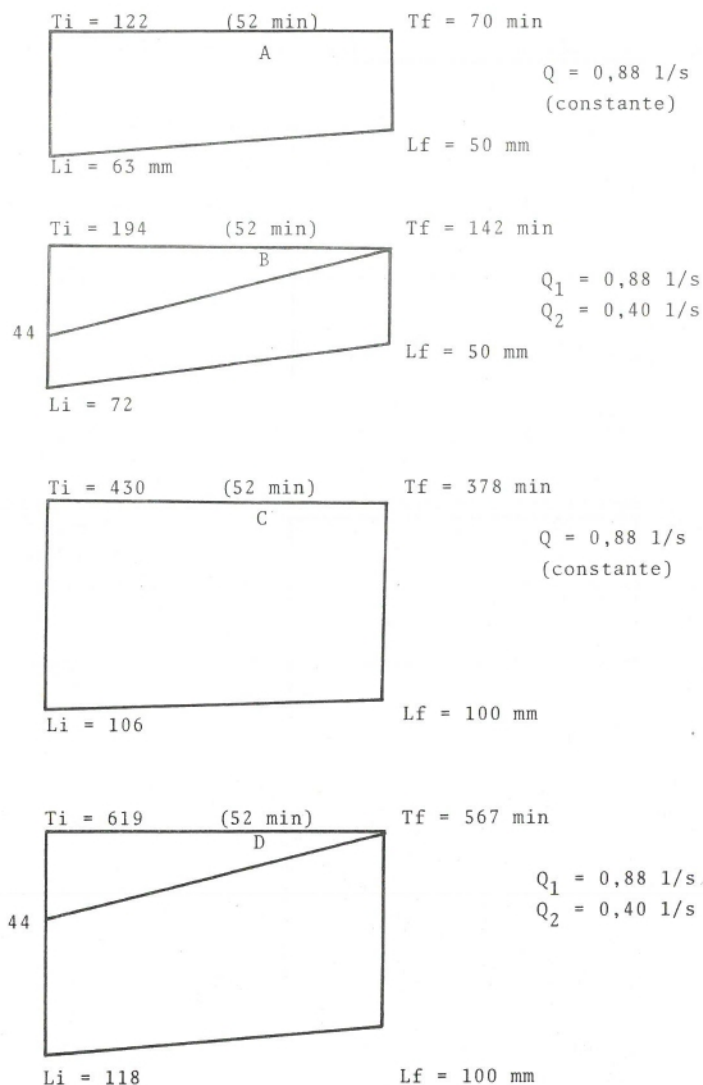 Ti = 122 (52 min) Tf = 70 min
A
Q = 0,88 l/s
(constante)
Lf = 50 mm
Li = 63 mm
Ti = 194 (52 min) Tf = 142 min
B
Q1 = 0,88 l/s
Q2 = 0,40 l/s
44
Lf = 50 mm
Li = 72
Ti = 430 (52 min) Tf = 378 min
C
Q = 0,88 l/s
(constante)
Lf = 100 mm
Li = 106
Ti = 619 (52 min) Tf = 567 min
D
Q1 = 0,88 l/s
Q2 = 0,40 l/s
44
Li = 118 Lf = 100 mm